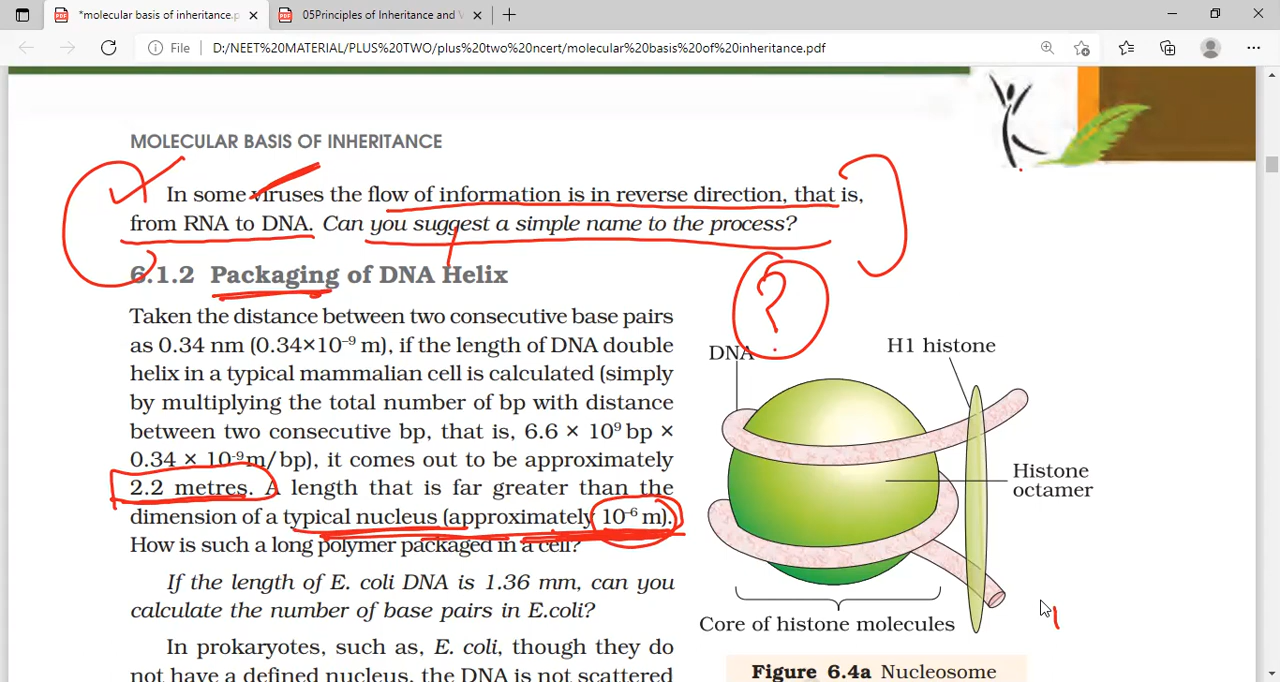 *molecular basis of inheritance.p
05Principles of Inheritance and V
File
D:/NEET%20MATERIAL/PLUS%20TWO/plus%20two%20ncert/molecular%20basis%20of%20inheritance.pdf
MOLECULAR BASIS OF INHERITANCE
In some viruses the flow of information is in reverse direction, that is,
from RNA to DNA. Can you suggest a simple name to the process?
6.1.2 Packaging of DNA Helix
Taken the distance between two consecutive base pairs
as 0.34 nm (0.34×10⁻⁹ m), if the length of DNA double
helix in a typical mammalian cell is calculated (simply
by multiplying the total number of bp with distance
between two consecutive bp, that is, 6.6 × 10⁹ bp ×
0.34 × 10⁻⁹m/bp), it comes out to be approximately
2.2 metres. A length that is far greater than the
dimension of a typical nucleus (approximately 10⁻⁶ m).
How is such a long polymer packaged in a cell?
If the length of E. coli DNA is 1.36 mm, can you
calculate the number of base pairs in E.coli?
In prokaryotes, such as, E. coli, though they do
not have a defined nucleus, the DNA is not scattered
?
DNA
H1 histone
Histone
octamer
Core of histone molecules
Figure 6.4a Nucleosome